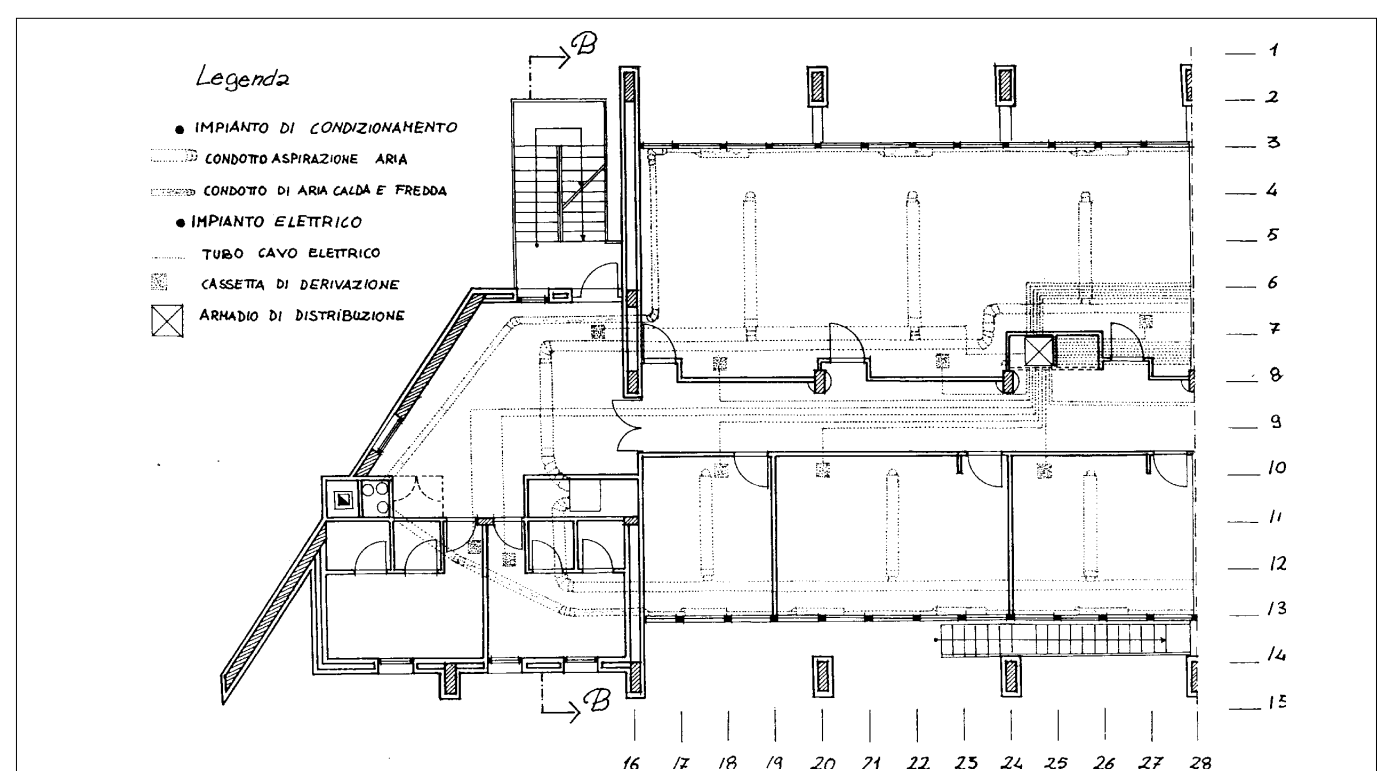 B
Legenda
IMPIANTO DI CONDIZIONAMENTO
CONDOTTO ASPIRAZIONE ARIA
CONDOTTO DI ARIA CALDA E FREDDA
IMPIANTO ELETTRICO
TUBO CAVO ELETTRICO
CASSETTA DI DERIVAZIONE
ARMADIO DI DISTRIBUZIONE
1
2
3
4
5
6
7
8
9
10
11
12
13
14
15
B
16 17 18 19 20 21 22 23 24 25 26 27 28